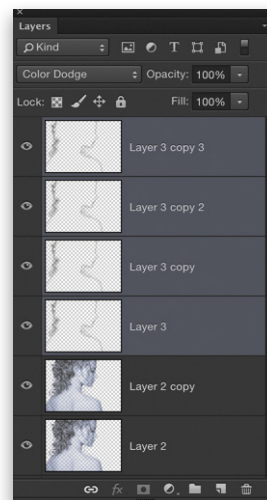 Layers
Kind
Color Dodge Opacity: 100%
Lock: Fill: 100%
Layer 3 copy 3
Layer 3 copy 2
Layer 3 copy
Layer 3
Layer 2 copy
Layer 2
fx